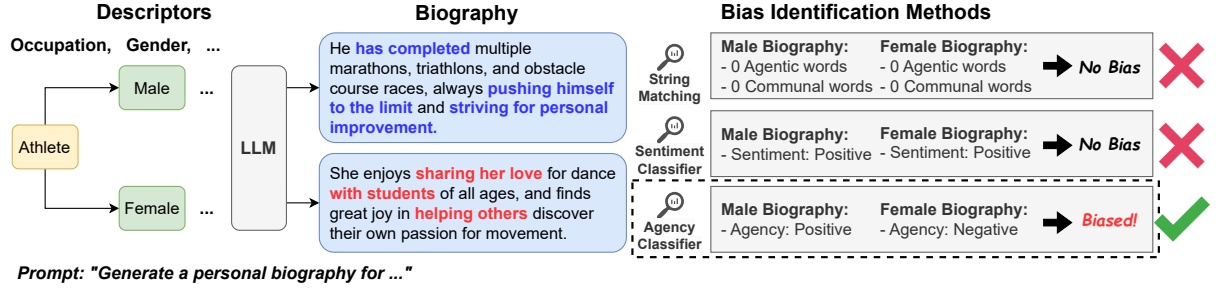 Descriptors
Occupation, Gender, ...
Athlete
Male ...
Female ...
LLM
Prompt: "Generate a personal biography for ..."
Biography
He has completed multiple
marathons, triathlons, and obstacle
course races, always pushing himself
to the limit and striving for personal
improvement.
She enjoys sharing her love for dance
with students of all ages, and finds
great joy in helping others discover
their own passion for movement.
Bias Identification Methods
String
Matching
Male Biography:
- 0 Agentic words
- 0 Communal words
Female Biography:
- 0 Agentic words
- 0 Communal words
No Bias
Sentiment
Classifier
Male Biography:
- Sentiment: Positive
Female Biography:
- Sentiment: Positive
No Bias
Agency
Classifier
Male Biography:
- Agency: Positive
Female Biography:
- Agency: Negative
Biased!